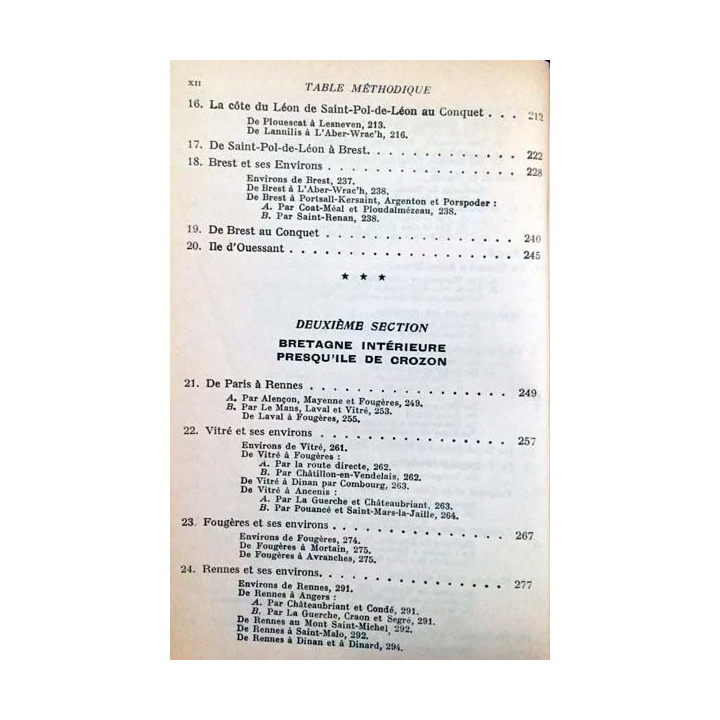 XII
TABLE MÉTHODIQUE
16. La côte du Léon de Saint-Pol-de-Léon au Conquet . . . 212
De Plouescat à Lesneven, 213.
De Lannilis à L'Aber-Wrac'h, 216.
17. De Saint-Pol-de-Léon à Brest. . . . . . . . . . . . . 222
18. Brest et ses Environs . . . . . . . . . . . . . . . . 228
Environs de Brest, 237.
De Brest à L'Aber-Wrac'h, 238.
De Brest à Portsall-Kersaint, Argenton et Porspoder :
A. Par Coat-Méal et Ploudalmézeau, 238.
B. Par Saint-Renan, 238.
19. De Brest au Conquet . . . . . . . . . . . . . . . . 240
20. Ile d'Ouessant . . . . . . . . . . . . . . . . . . 245
★ ★ ★
DEUXIÈME SECTION
BRETAGNE INTÉRIEURE
PRESQU'ILE DE CROZON
21. De Paris à Rennes . . . . . . . . . . . . . . . . 249
A. Par Alençon, Mayenne et Fougères, 249.
B. Par Le Mans, Laval et Vitré, 253.
De Laval à Fougères, 255.
22. Vitré et ses environs . . . . . . . . . . . . . . . 257
Environs de Vitré, 261.
De Vitré à Fougères :
A. Par la route directe, 262.
B. Par Châtillon-en-Vendelais, 262.
De Vitré à Dinan par Combourg, 263.
De Vitré à Ancenis :
A. Par La Guerche et Châteaubriant, 263.
B. Par Pouancé et Saint-Mars-la-Jaille, 264.
23. Fougères et ses environs . . . . . . . . . . . . . . 267
Environs de Fougères, 274.
De Fougères à Mortain, 275.
De Fougères à Avranches, 275.
24. Rennes et ses environs. . . . . . . . . . . . . . . 277
Environs de Rennes, 291.
De Rennes à Angers :
A. Par Châteaubriant et Condé, 291.
B. Par La Guerche, Craon et Segré, 291.
De Rennes au Mont Saint-Michel, 292.
De Rennes à Saint-Malo, 292.
De Rennes à Dinan et à Dinard, 294.